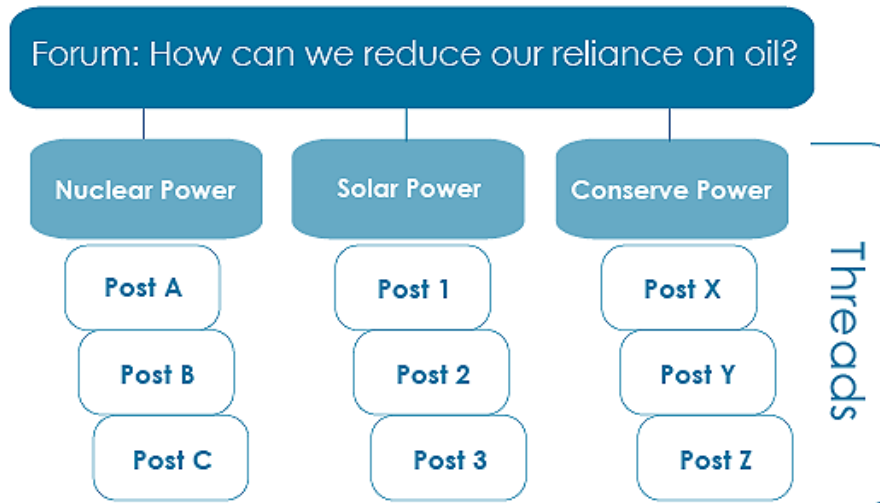 Forum: How can we reduce our reliance on oil?
Nuclear Power
Solar Power
Conserve Power
Post A
Post 1
Post X
Post B
Post 2
Post Y
Post C
Post 3
Post Z
Threads